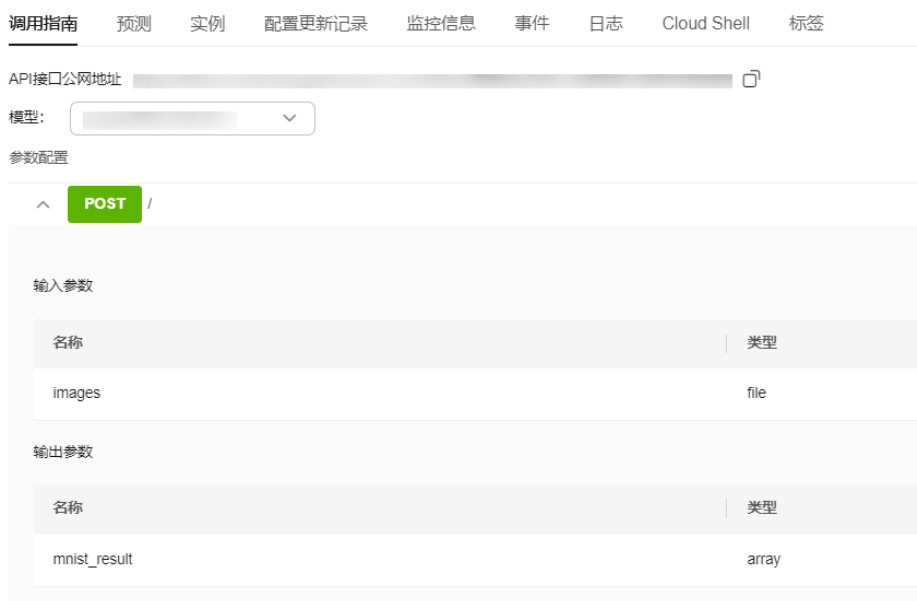 调用指南 预测 实例 配置更新记录 监控信息 事件 日志 Cloud Shell 标签
API接口公网地址
模型:
参数配置
POST /
输入参数
名称 类型
images file
输出参数
名称 类型
mnist_result array